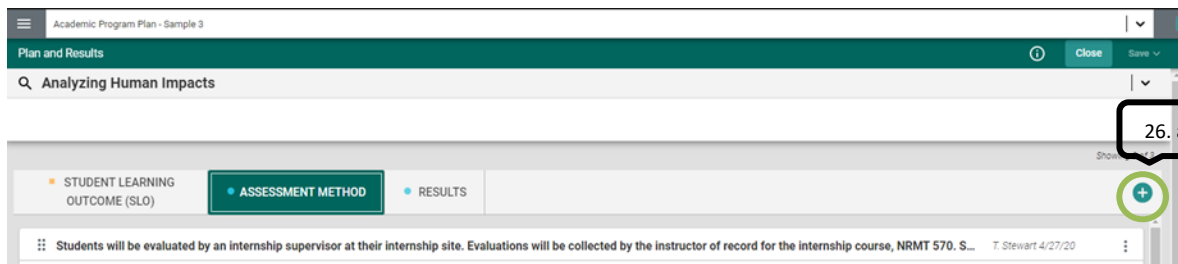 Academic Program Plan - Sample 3
Plan and Results
Close
Save
Analyzing Human Impacts
26.
STUDENT LEARNING
OUTCOME (SLO)
ASSESSMENT METHOD
RESULTS
Students will be evaluated by an internship supervisor at their internship site. Evaluations will be collected by the instructor of record for the internship course, NRMT 570. S... T. Stewart 4/27/20